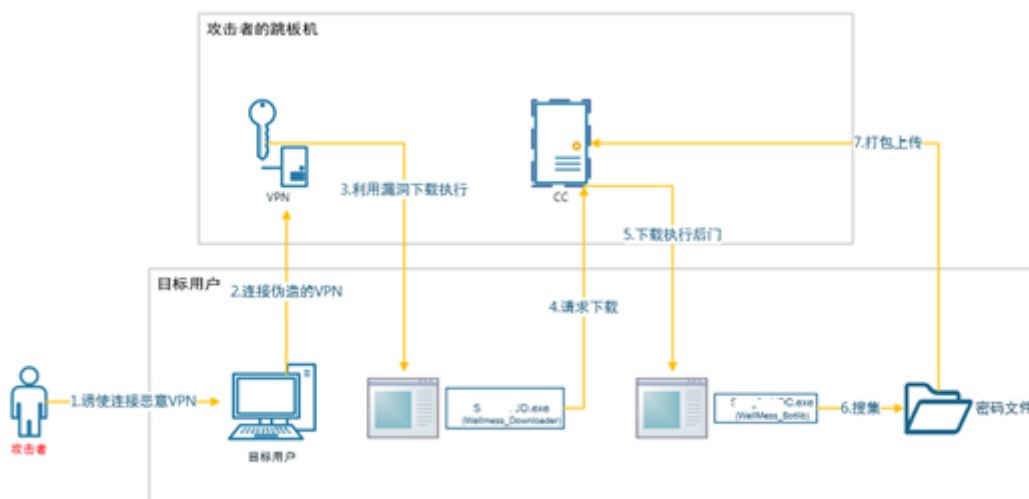 攻击者的跳板机
VPN
CC
3.利用漏洞下载执行
7.打包上传
5.下载执行后门
目标用户
2.连接伪造的VPN
4.请求下载
攻击者
1.诱使连接恶意VPN
目标用户
(Wellmess_Downloader)
(WellMess_Botlib)
6.搜集
密码文件